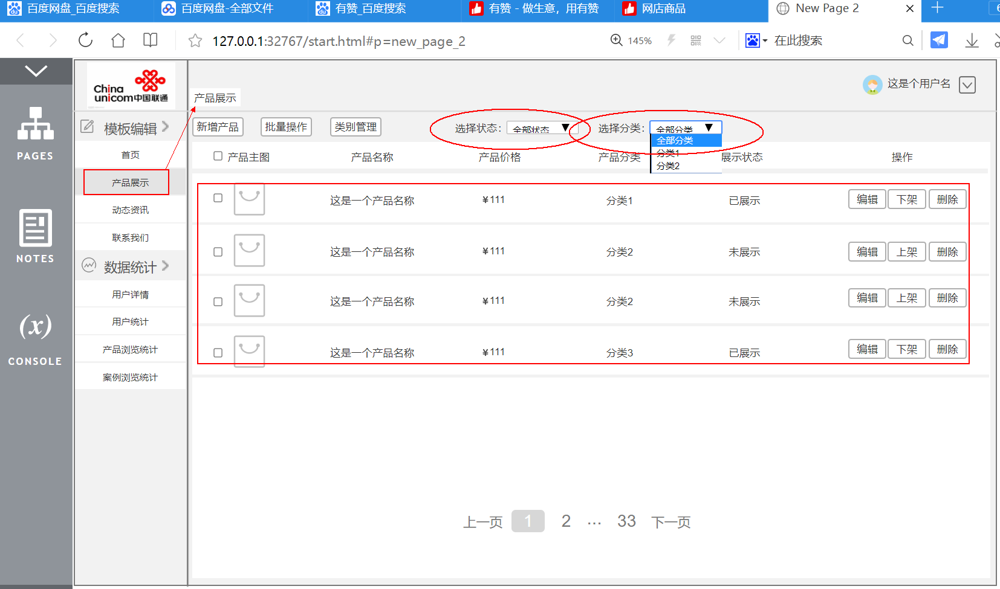 百度网盘_百度搜索
百度网盘-全部文件
有赞_百度搜索
有赞 - 做生意，用有赞
网店商品
New Page 2
127.0.0.1:32767/start.html#p=new_page_2
145%
在此搜索
PAGES
NOTES
(x)
CONSOLE
China
unicom中国联通
产品展示
这是个用户名
模板编辑
首页
产品展示
动态资讯
联系我们
数据统计
用户详情
用户统计
产品浏览统计
案例浏览统计
新增产品
批量操作
类别管理
选择状态：
全部状态
选择分类：
全部分类
全部分类
分类1
分类2
产品主图
产品名称
产品价格
产品分类
展示状态
操作
这是一个产品名称 ¥111 分类1 已展示 编辑 下架 删除
这是一个产品名称 ¥111 分类2 未展示 编辑 上架 删除
这是一个产品名称 ¥111 分类2 未展示 编辑 上架 删除
这是一个产品名称 ¥111 分类3 已展示 编辑 下架 删除
上一页 1 2 ... 33 下一页